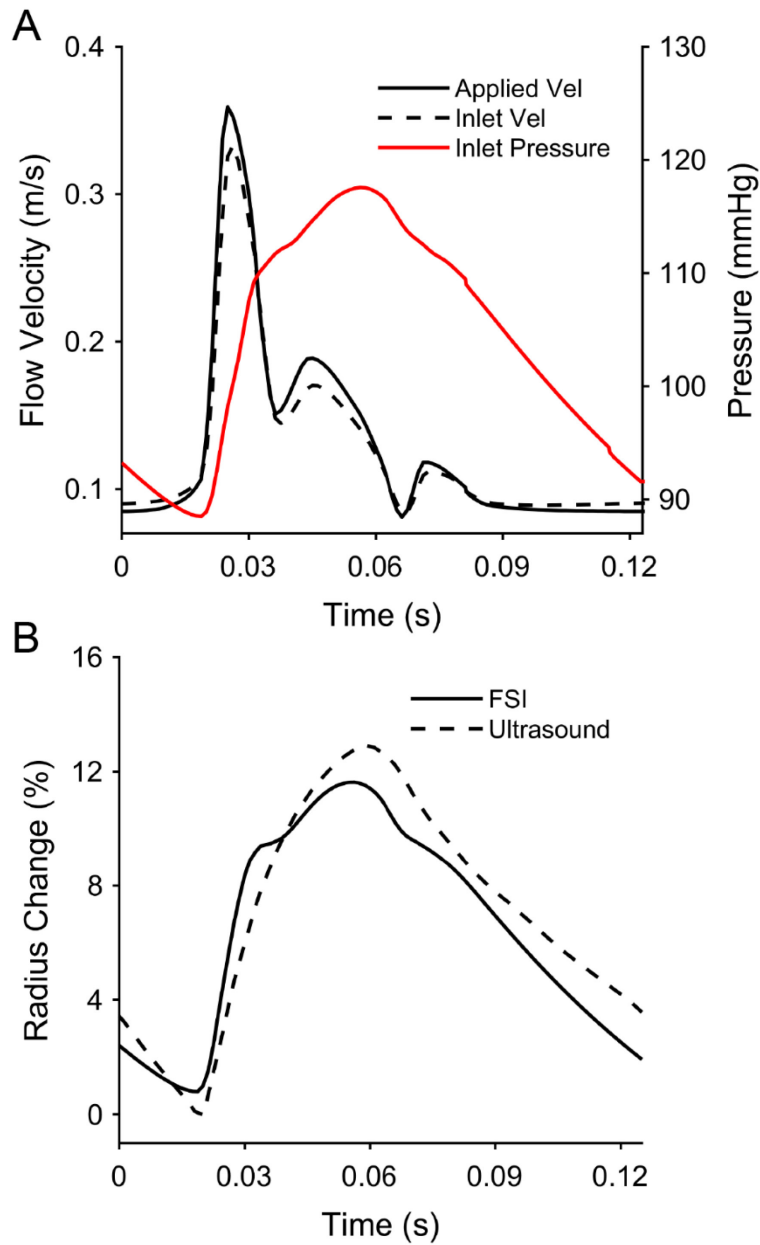 A
0.4
0.3
0.2
0.1
Flow Velocity (m/s)
130
120
110
100
90
Pressure (mmHg)
Applied Vel
Inlet Vel
Inlet Pressure
0 0.03 0.06 0.09 0.12
Time (s)
B
16
12
8
4
0
Radius Change (%)
FSI
Ultrasound
0 0.03 0.06 0.09 0.12
Time (s)